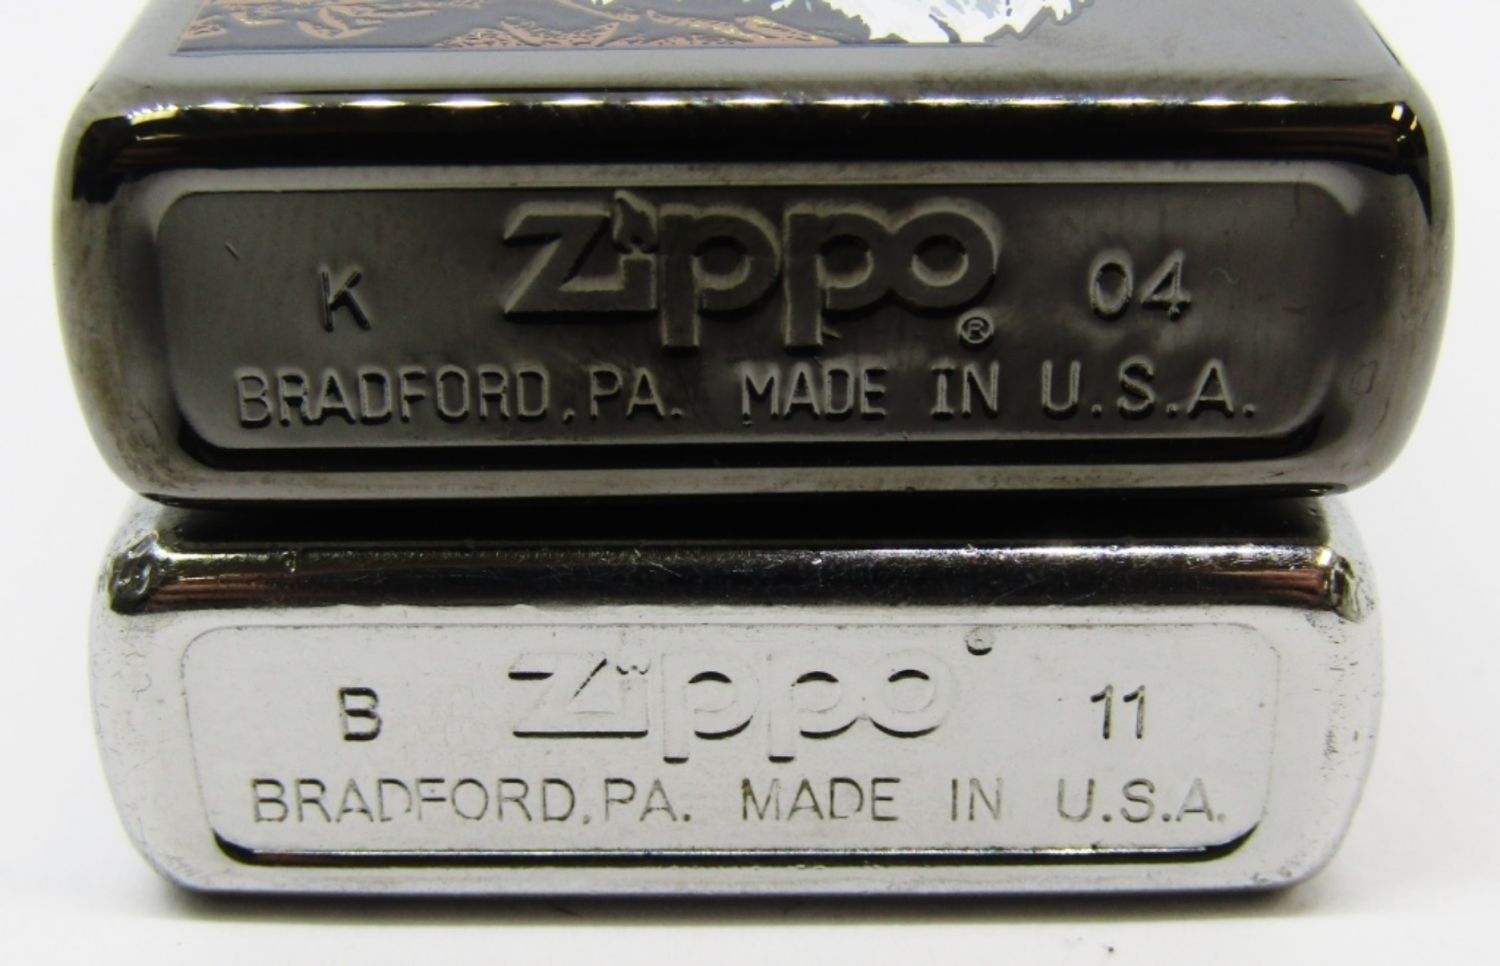 K Zippo® 04
BRADFORD, PA. MADE IN U.S.A.
B Zippo® 11
BRADFORD, PA. MADE IN U.S.A.